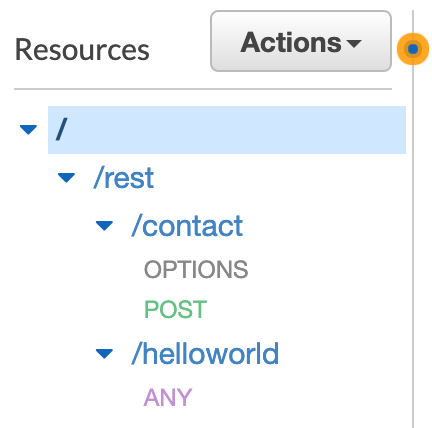 Resources
Actions
/
/rest
/contact
OPTIONS
POST
/helloworld
ANY